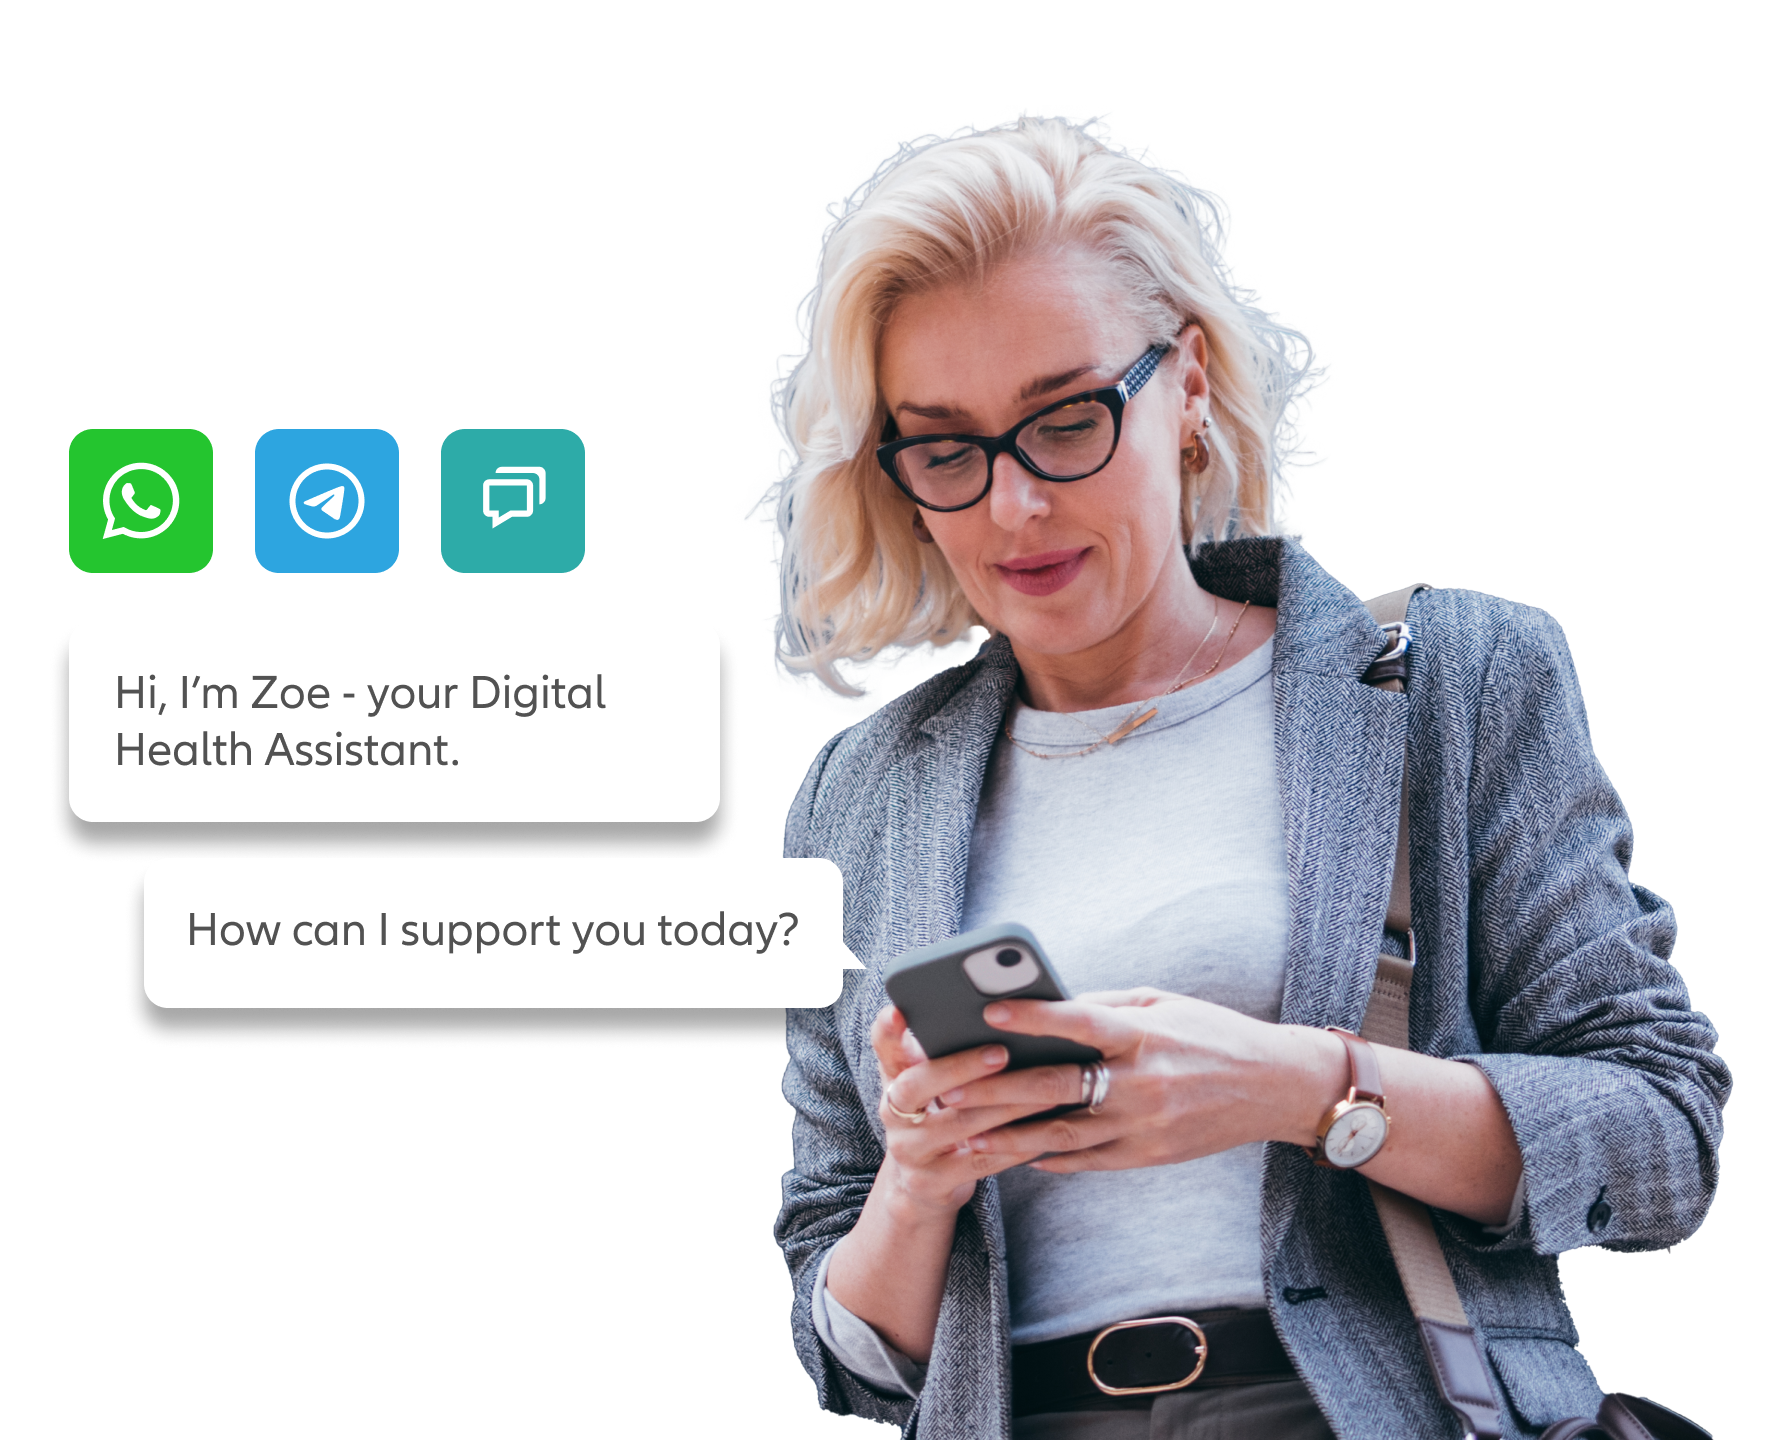 Hi, I’m Zoe - your Digital
Health Assistant.
How can I support you today?